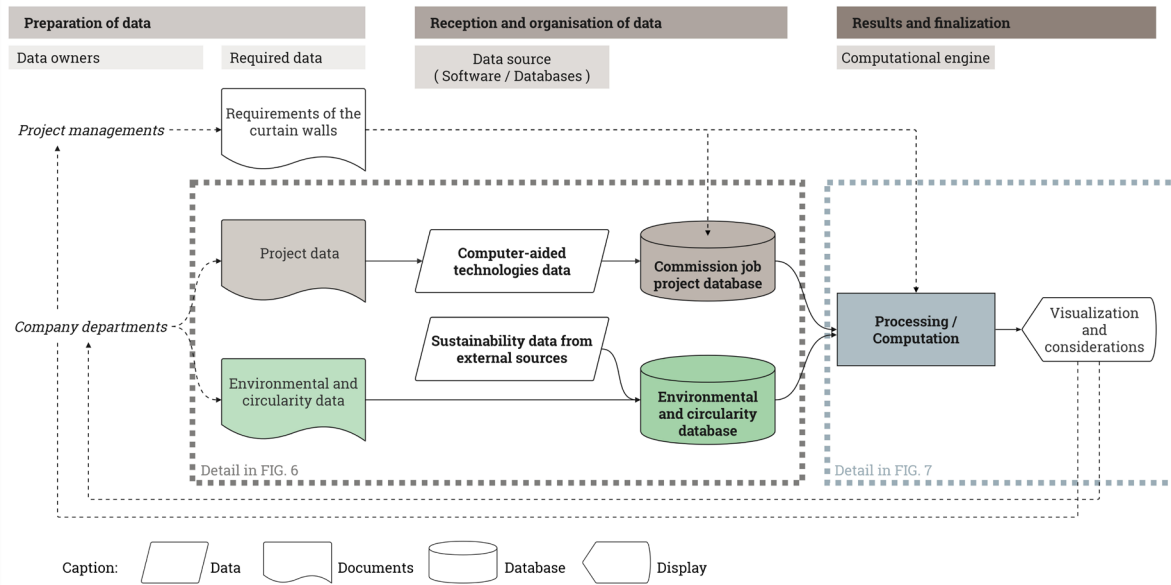 Preparation of data
Reception and organisation of data
Results and finalization
Data owners
Required data
Data source
( Software / Databases )
Computational engine
Project managements
Requirements of the
curtain walls
Project data
Computer-aided
technologies data
Commission job
project database
Company departments
Sustainability data from
external sources
Processing /
Computation
Visualization
and
considerations
Environmental and
circularity data
Environmental
and circularity
database
Detail in FIG. 6
Detail in FIG. 7
Caption:
Data
Documents
Database
Display